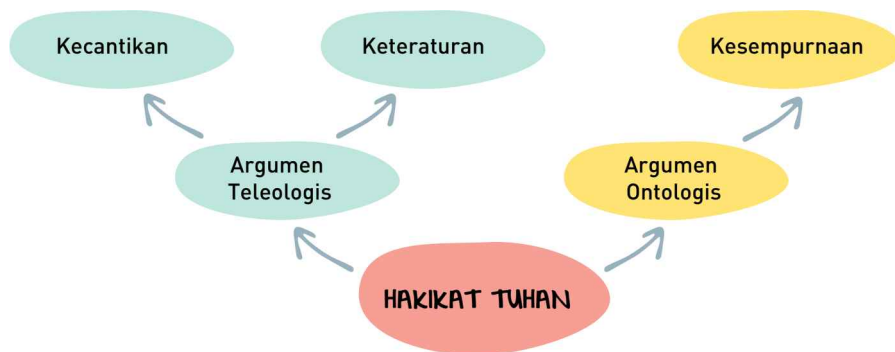 Kecantikan
Keteraturan
Kesempurnaan
Argumen
Teleologis
Argumen
Ontologis
HAKIKAT TUHAN